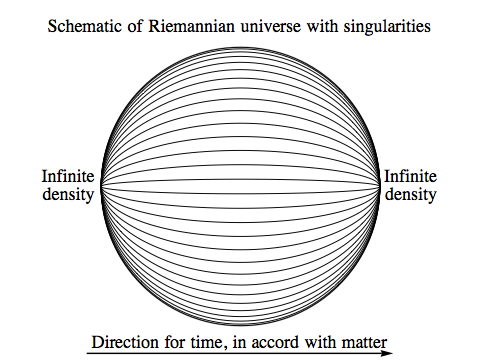 Schematic of Riemannian universe with singularities
Infinite
density
Infinite
density
Direction for time, in accord with matter